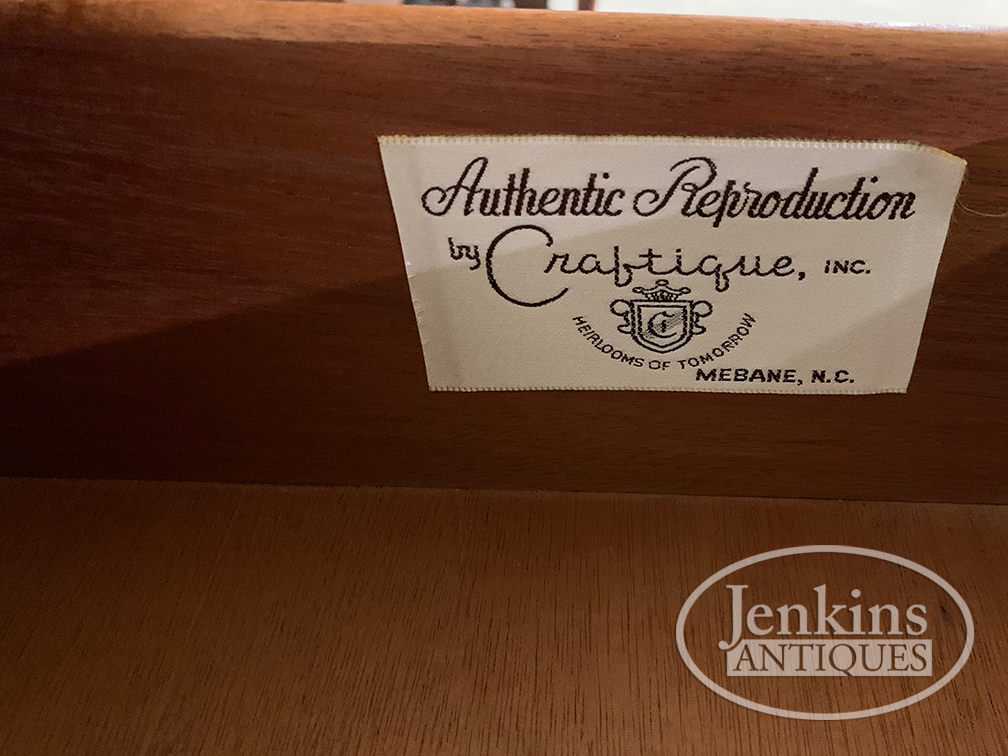 Authentic Reproduction
by Craftique, INC.
C
HEIRLOOMS OF TOMORROW
MEBANE, N.C.
Jenkins
ANTIQUES